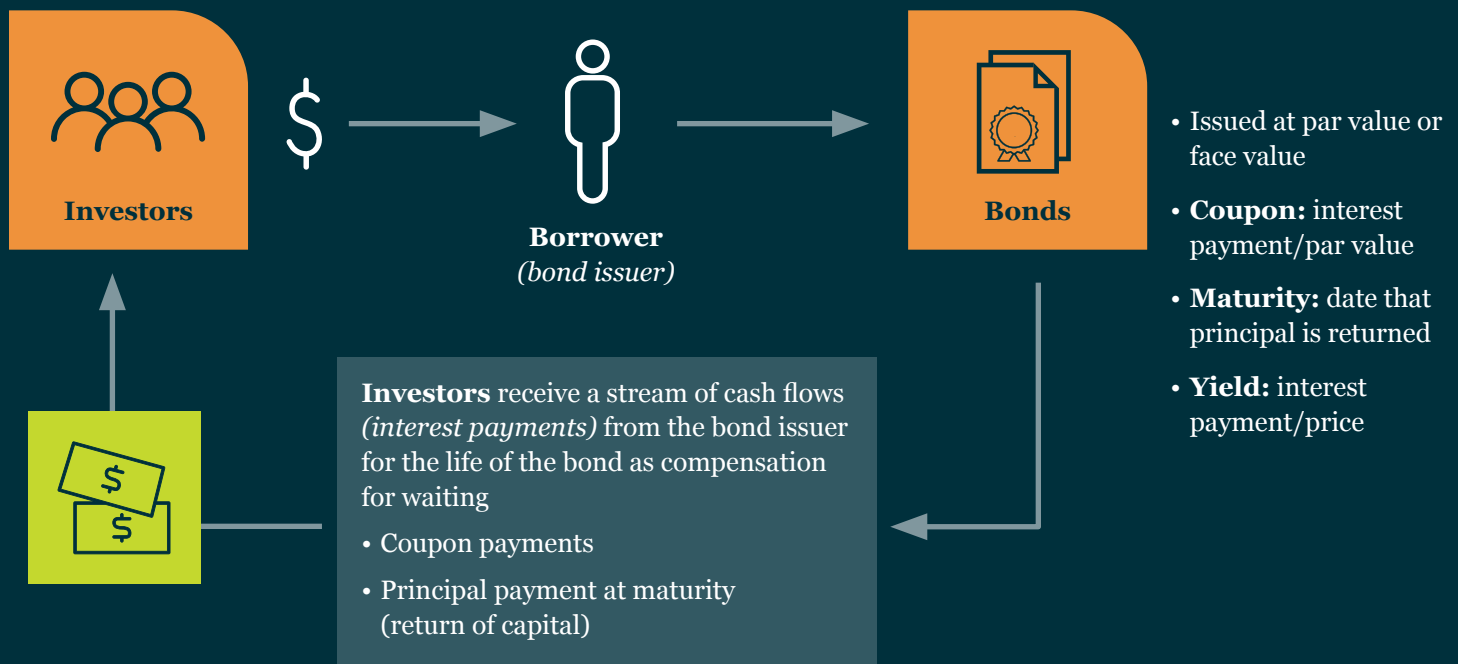 $
Investors
Borrower
(bond issuer)
Bonds
• Issued at par value or
face value
• Coupon: interest
payment/par value
• Maturity: date that
principal is returned
• Yield: interest
payment/price
Investors receive a stream of cash flows
(interest payments) from the bond issuer
for the life of the bond as compensation
for waiting
• Coupon payments
• Principal payment at maturity
(return of capital)
$
$